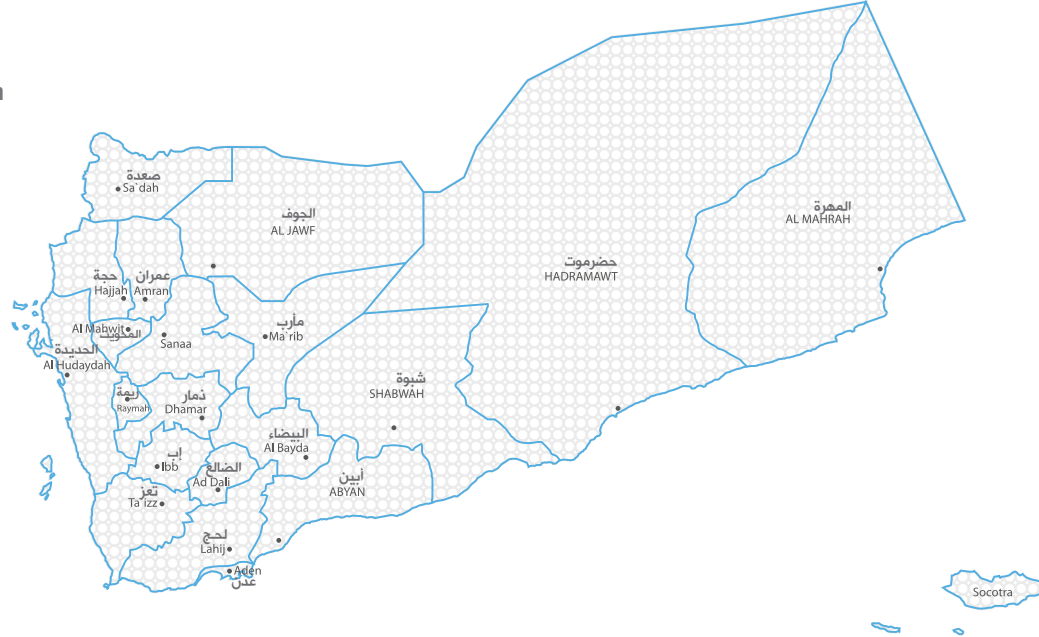 صعدة
Sa`dah
الجوف
AL JAWF
المهرة
AL MAHRAH
حضرموت
HADRAMAWT
حجة
Hajjah
عمران
Amran
المحويت
Al Mahwit
Sanaa
مأرب
Ma`rib
الحديدة
Al Hudaydah
شبوة
SHABWAH
ريمة
Raymah
ذمار
Dhamar
البيضاء
Al Bayda
إب
Ibb
الضالع
Ad Dali
أبين
ABYAN
تعز
Ta`izz
لحج
Lahij
Aden
عدن
Socotra